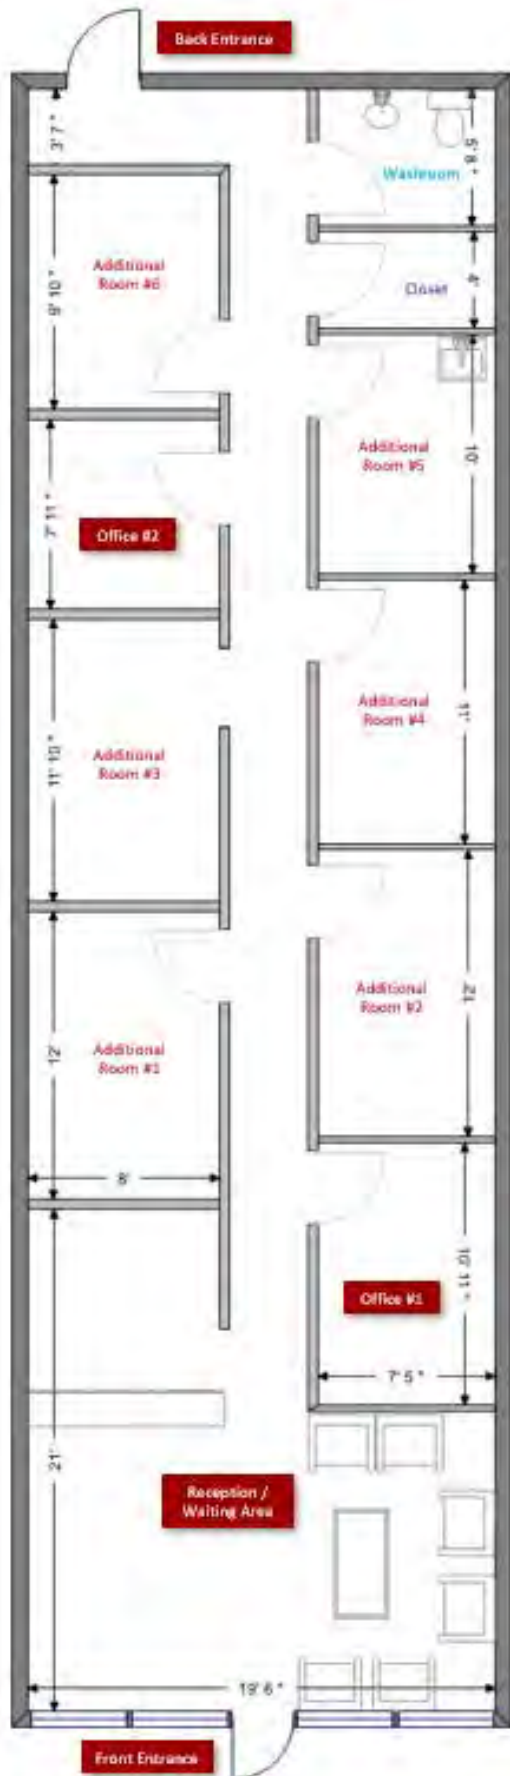 Back Entrance
3' 7"
5' 8"
Washroom
Additional
Room #6
9' 10"
4'
Closet
Additional
Room #5
10'
7' 11"
Office #2
Additional
Room #4
11'
Additional
Room #3
11' 10"
Additional
Room #2
12'
Additional
Room #1
12'
8'
10' 11"
Office #1
7' 5"
21'
Reception /
Waiting Area
19' 6"
Front Entrance